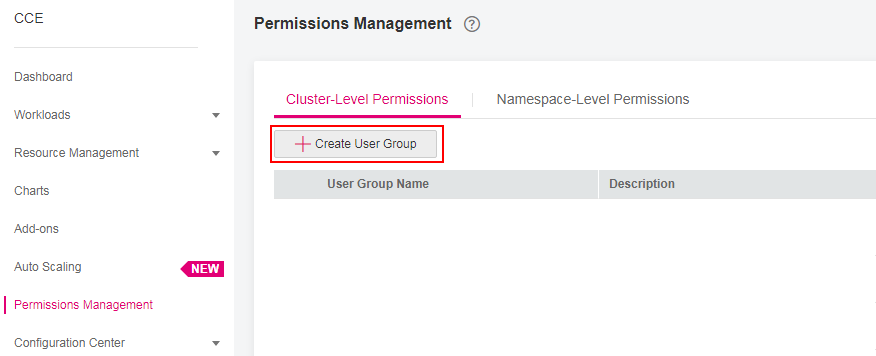 CCE
Dashboard
Workloads
Resource Management
Charts
Add-ons
Auto Scaling NEW
Permissions Management
Configuration Center
Permissions Management ?
Cluster-Level Permissions Namespace-Level Permissions
Create User Group
User Group Name Description